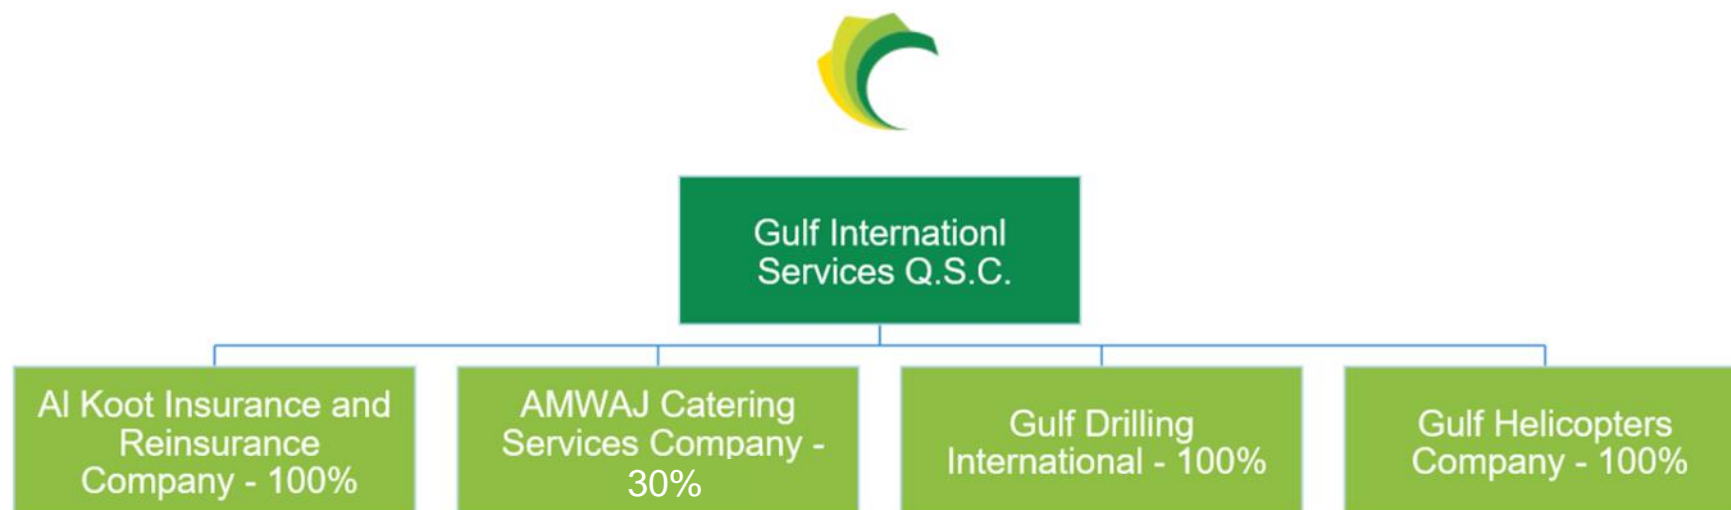 Gulf Internationl
Services Q.S.C.
Al Koot Insurance and
Reinsurance
Company - 100%
AMWAJ Catering
Services Company -
30%
Gulf Drilling
International - 100%
Gulf Helicopters
Company - 100%